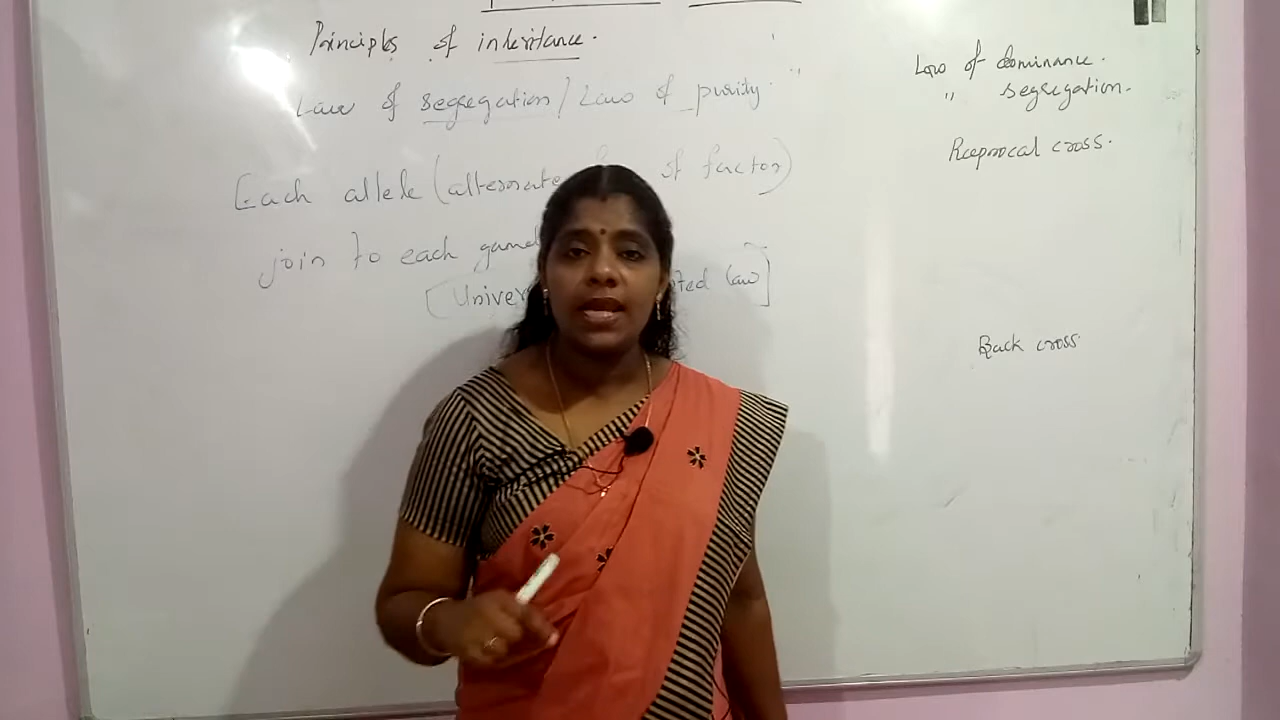 Principles of inheritance.
Law of segregation / Law of purity.
Each allele (alternate of factor)
join to each
[Univer ted law]
Law of dominance.
" segregation.
Reciprocal cross.
Back cross